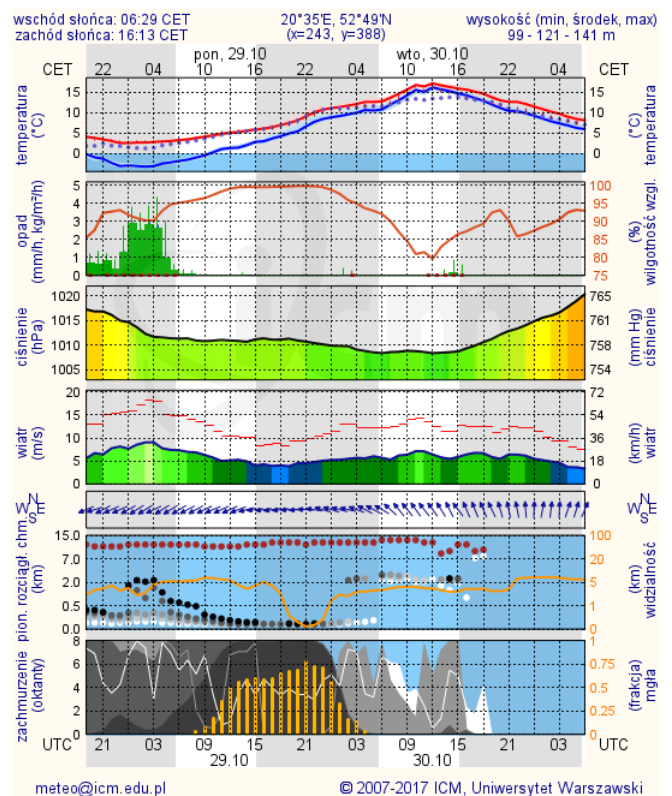 wschód słońca: 06:29 CET 20°35'E, 52°49'N wysokość (min, środek, max)
zachód słońca: 16:13 CET (x=243, y=388) 99 - 121 - 141 m
pon, 29.10 wto, 30.10
CET 22 04 10 16 22 04 10 16 22 04 CET
temperatura (°C) 15 10 5 0 15 10 5 0 temperatura (°C)
opad (mm/h, kg/m²/h) 5 4 3 2 1 0 100 95 90 85 80 75 (%) wilgotność wzgl.
ciśnienie (hPa) 1020 1015 1010 1005 765 761 758 754 (mm Hg) ciśnienie
wiatr (m/s) 20 15 10 5 0 72 54 36 18 0 (km/h) wiatr
N W E S N W E S
pion. rozciągł. chm. (km) 15.0 7.0 2.0 0.5 0.0 100 20 5 1 0 (km) widzialność
zachmurzenie (oktanty) 8 6 4 2 0 1 0.75 0.5 0.25 0 (frakcja) mgła
UTC 21 03 09 15 21 03 09 15 21 03 UTC
29.10 30.10
meteo@icm.edu.pl © 2007-2017 ICM, Uniwersytet Warszawski